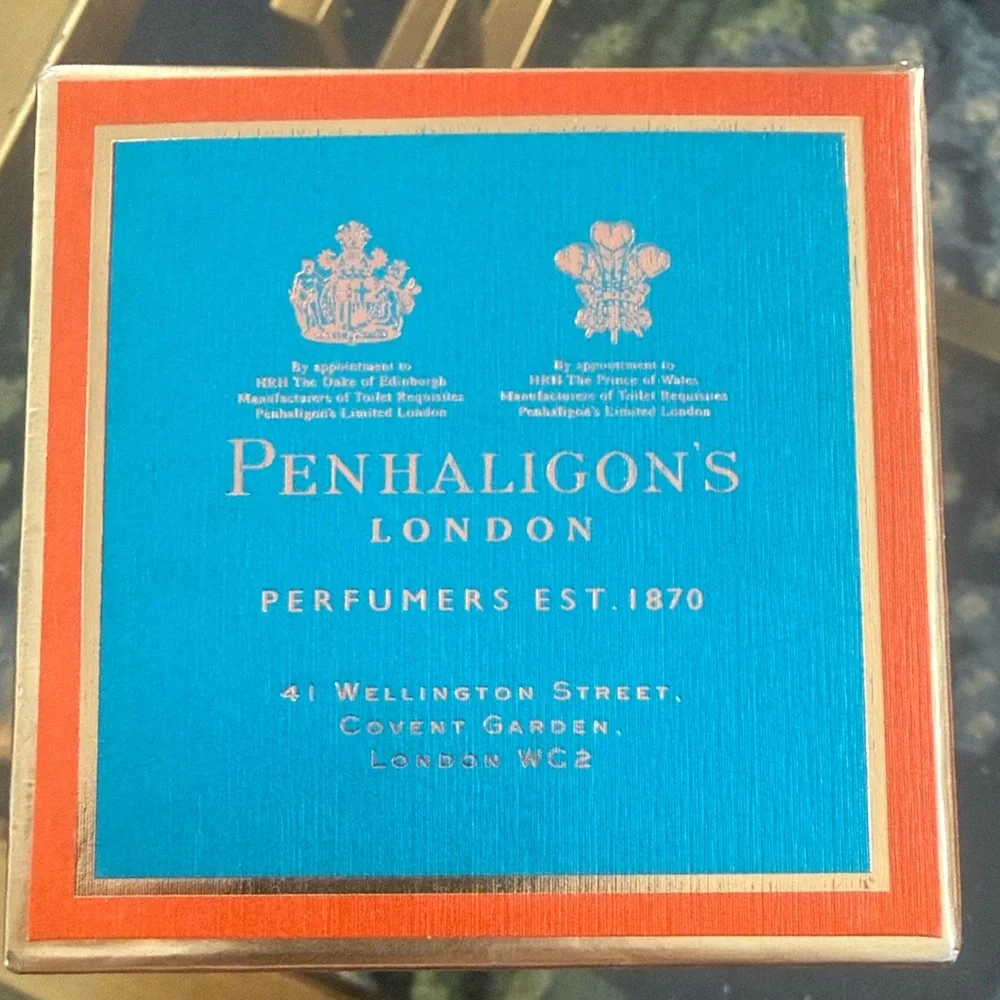 By appointment to
HRH The Duke of Edinburgh
Manufacturers of Toilet Requisites
Penhaligon's Limited London
By appointment to
HRH The Prince of Wales
Manufacturers of Toilet Requisites
Penhaligon's Limited London
PENHALIGON'S
LONDON
PERFUMERS EST. 1870
41 WELLINGTON STREET,
COVENT GARDEN,
LONDON WC2